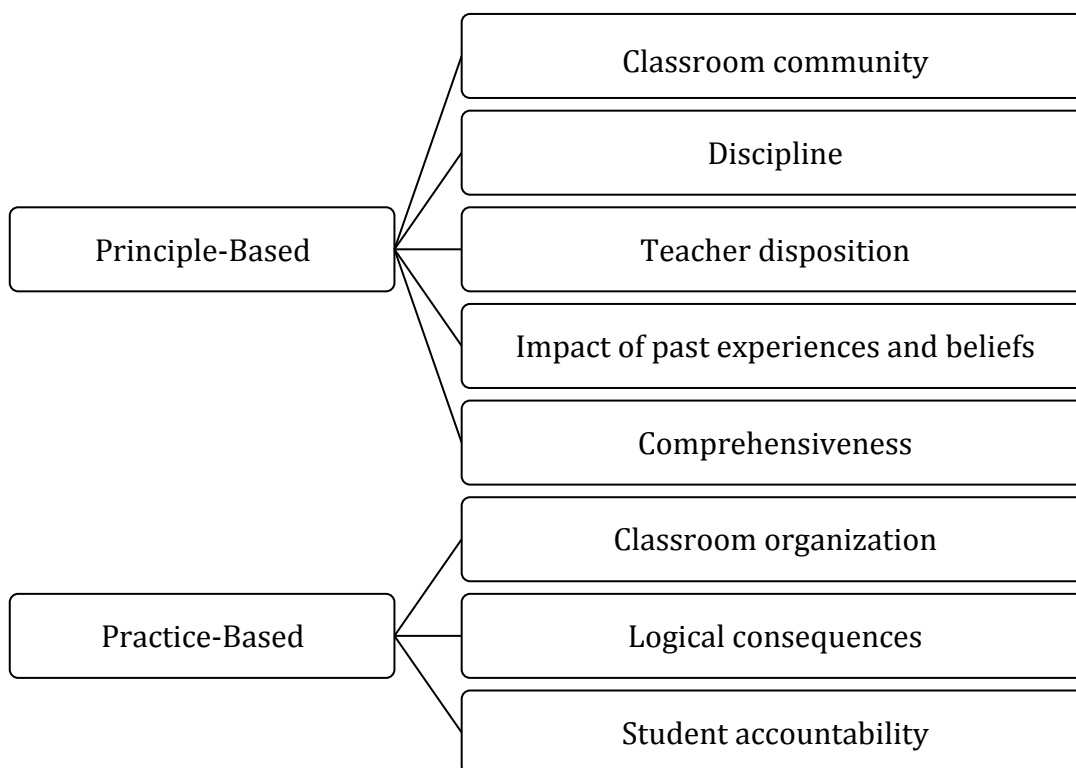 Classroom community
Discipline
Principle-Based
Teacher disposition
Impact of past experiences and beliefs
Comprehensiveness
Classroom organization
Practice-Based
Logical consequences
Student accountability